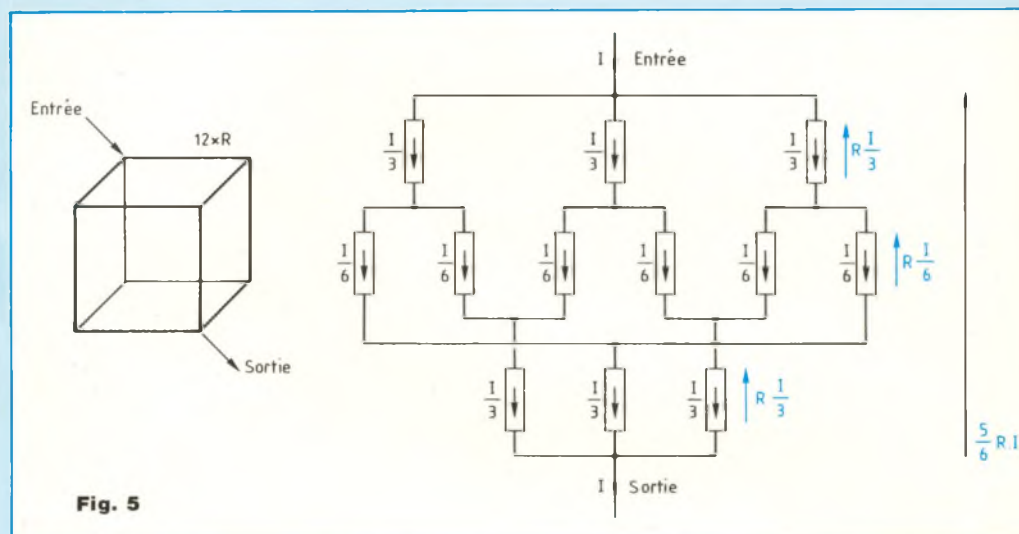 I Entrée
Entrée
12×R
I/3 I/3 I/3 R I/3
I/6 I/6 I/6 I/6 I/6 I/6 R I/6
Sortie
I/3 I/3 I/3 R I/3
5/6 R.I
I Sortie
Fig. 5